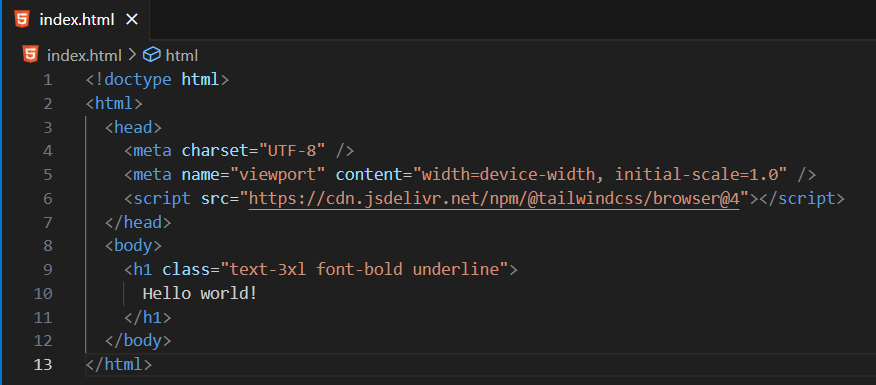 index.html
index.html > html
1 <!doctype html>
2 <html>
3   <head>
4     <meta charset="UTF-8" />
5     <meta name="viewport" content="width=device-width, initial-scale=1.0" />
6     <script src="https://cdn.jsdelivr.net/npm/@tailwindcss/browser@4"></script>
7   </head>
8   <body>
9     <h1 class="text-3xl font-bold underline">
10       Hello world!
11     </h1>
12   </body>
13 </html>